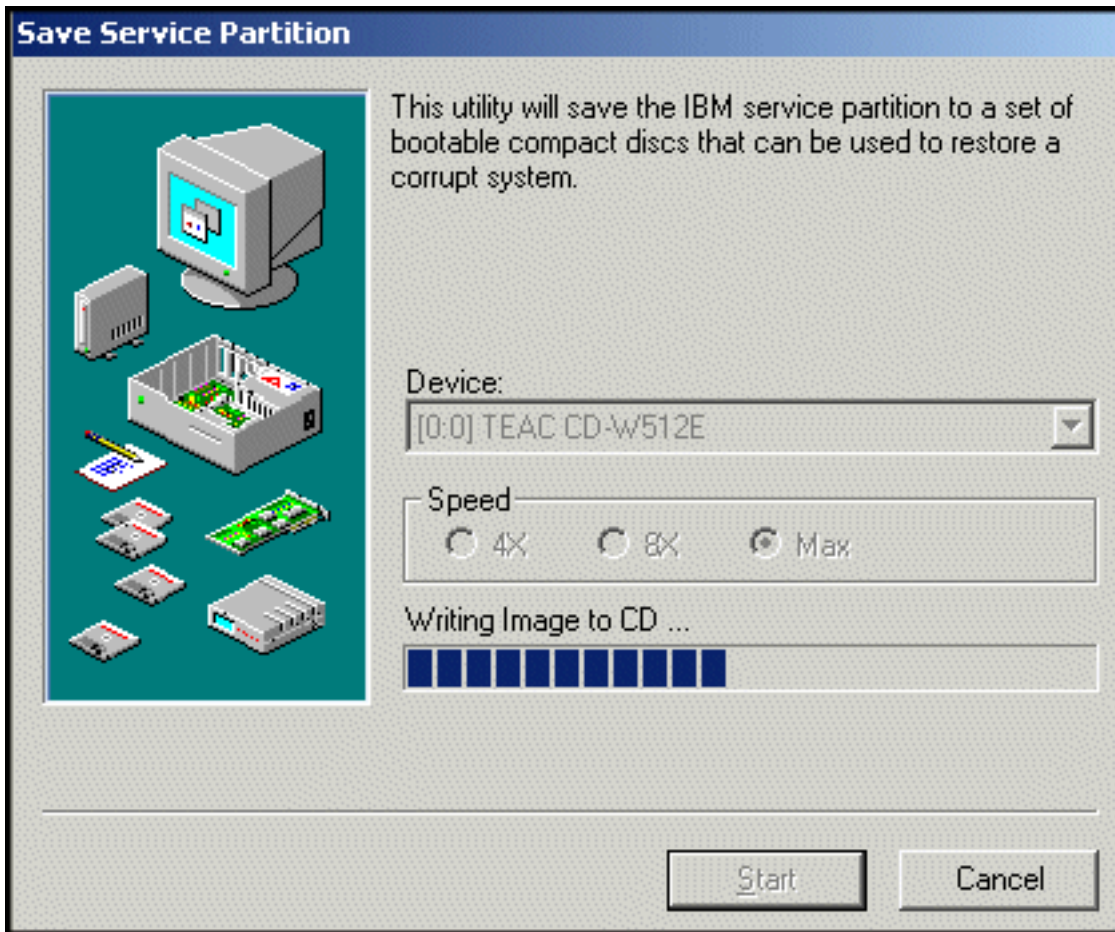 Save Service Partition
This utility will save the IBM service partition to a set of
bootable compact discs that can be used to restore a
corrupt system.
Device:
[0:0] TEAC CD-W512E
Speed
4X 8X Max
Writing Image to CD ...
Start Cancel